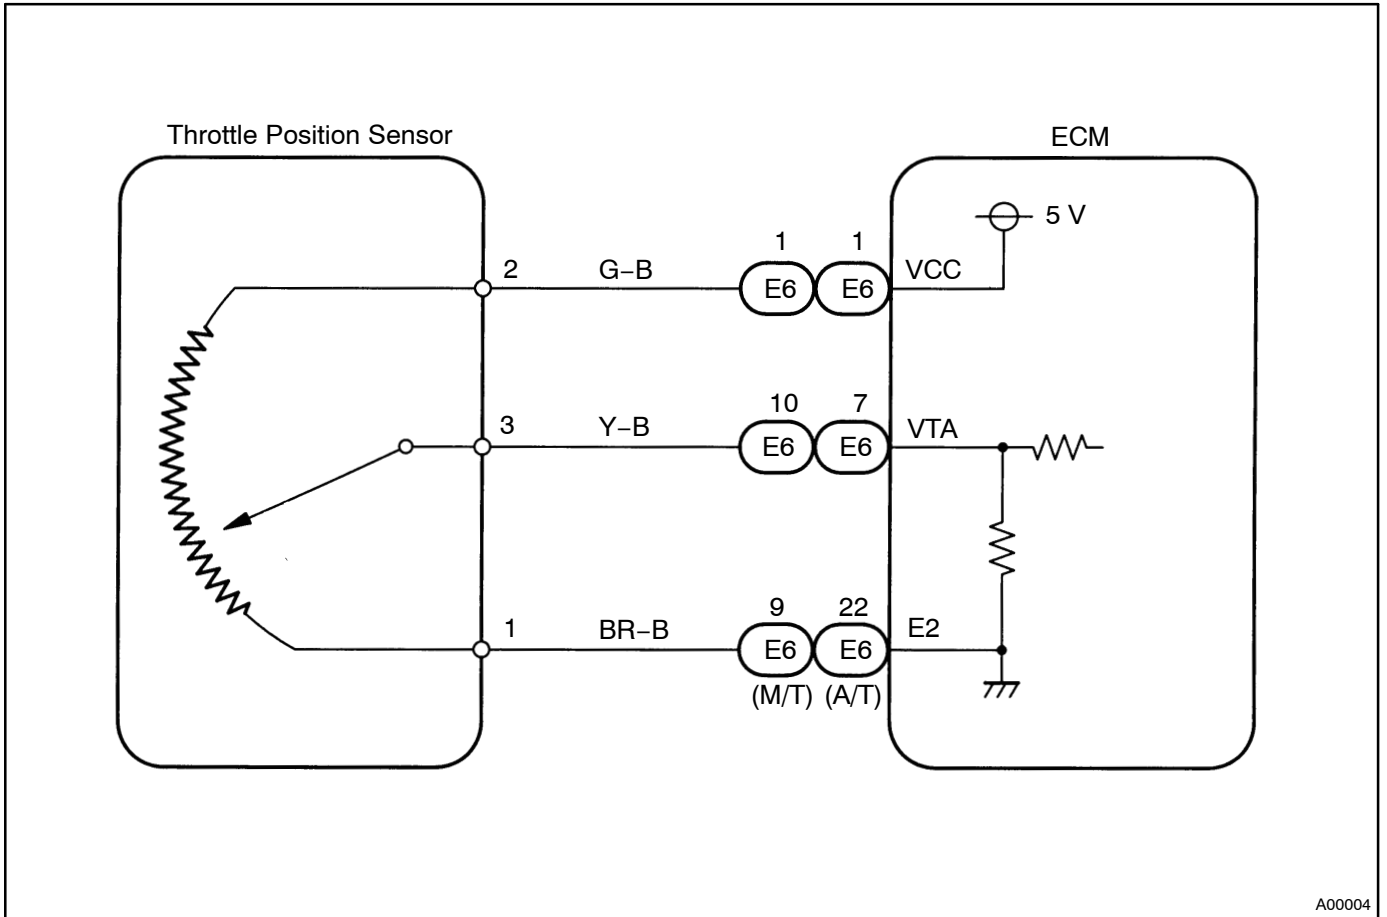 Throttle Position Sensor
ECM
5 V
1 1
2 G−B E6 E6 VCC
10 7
3 Y−B E6 E6 VTA
9 22
1 BR−B E6 E6 E2
(M/T) (A/T)
A00004